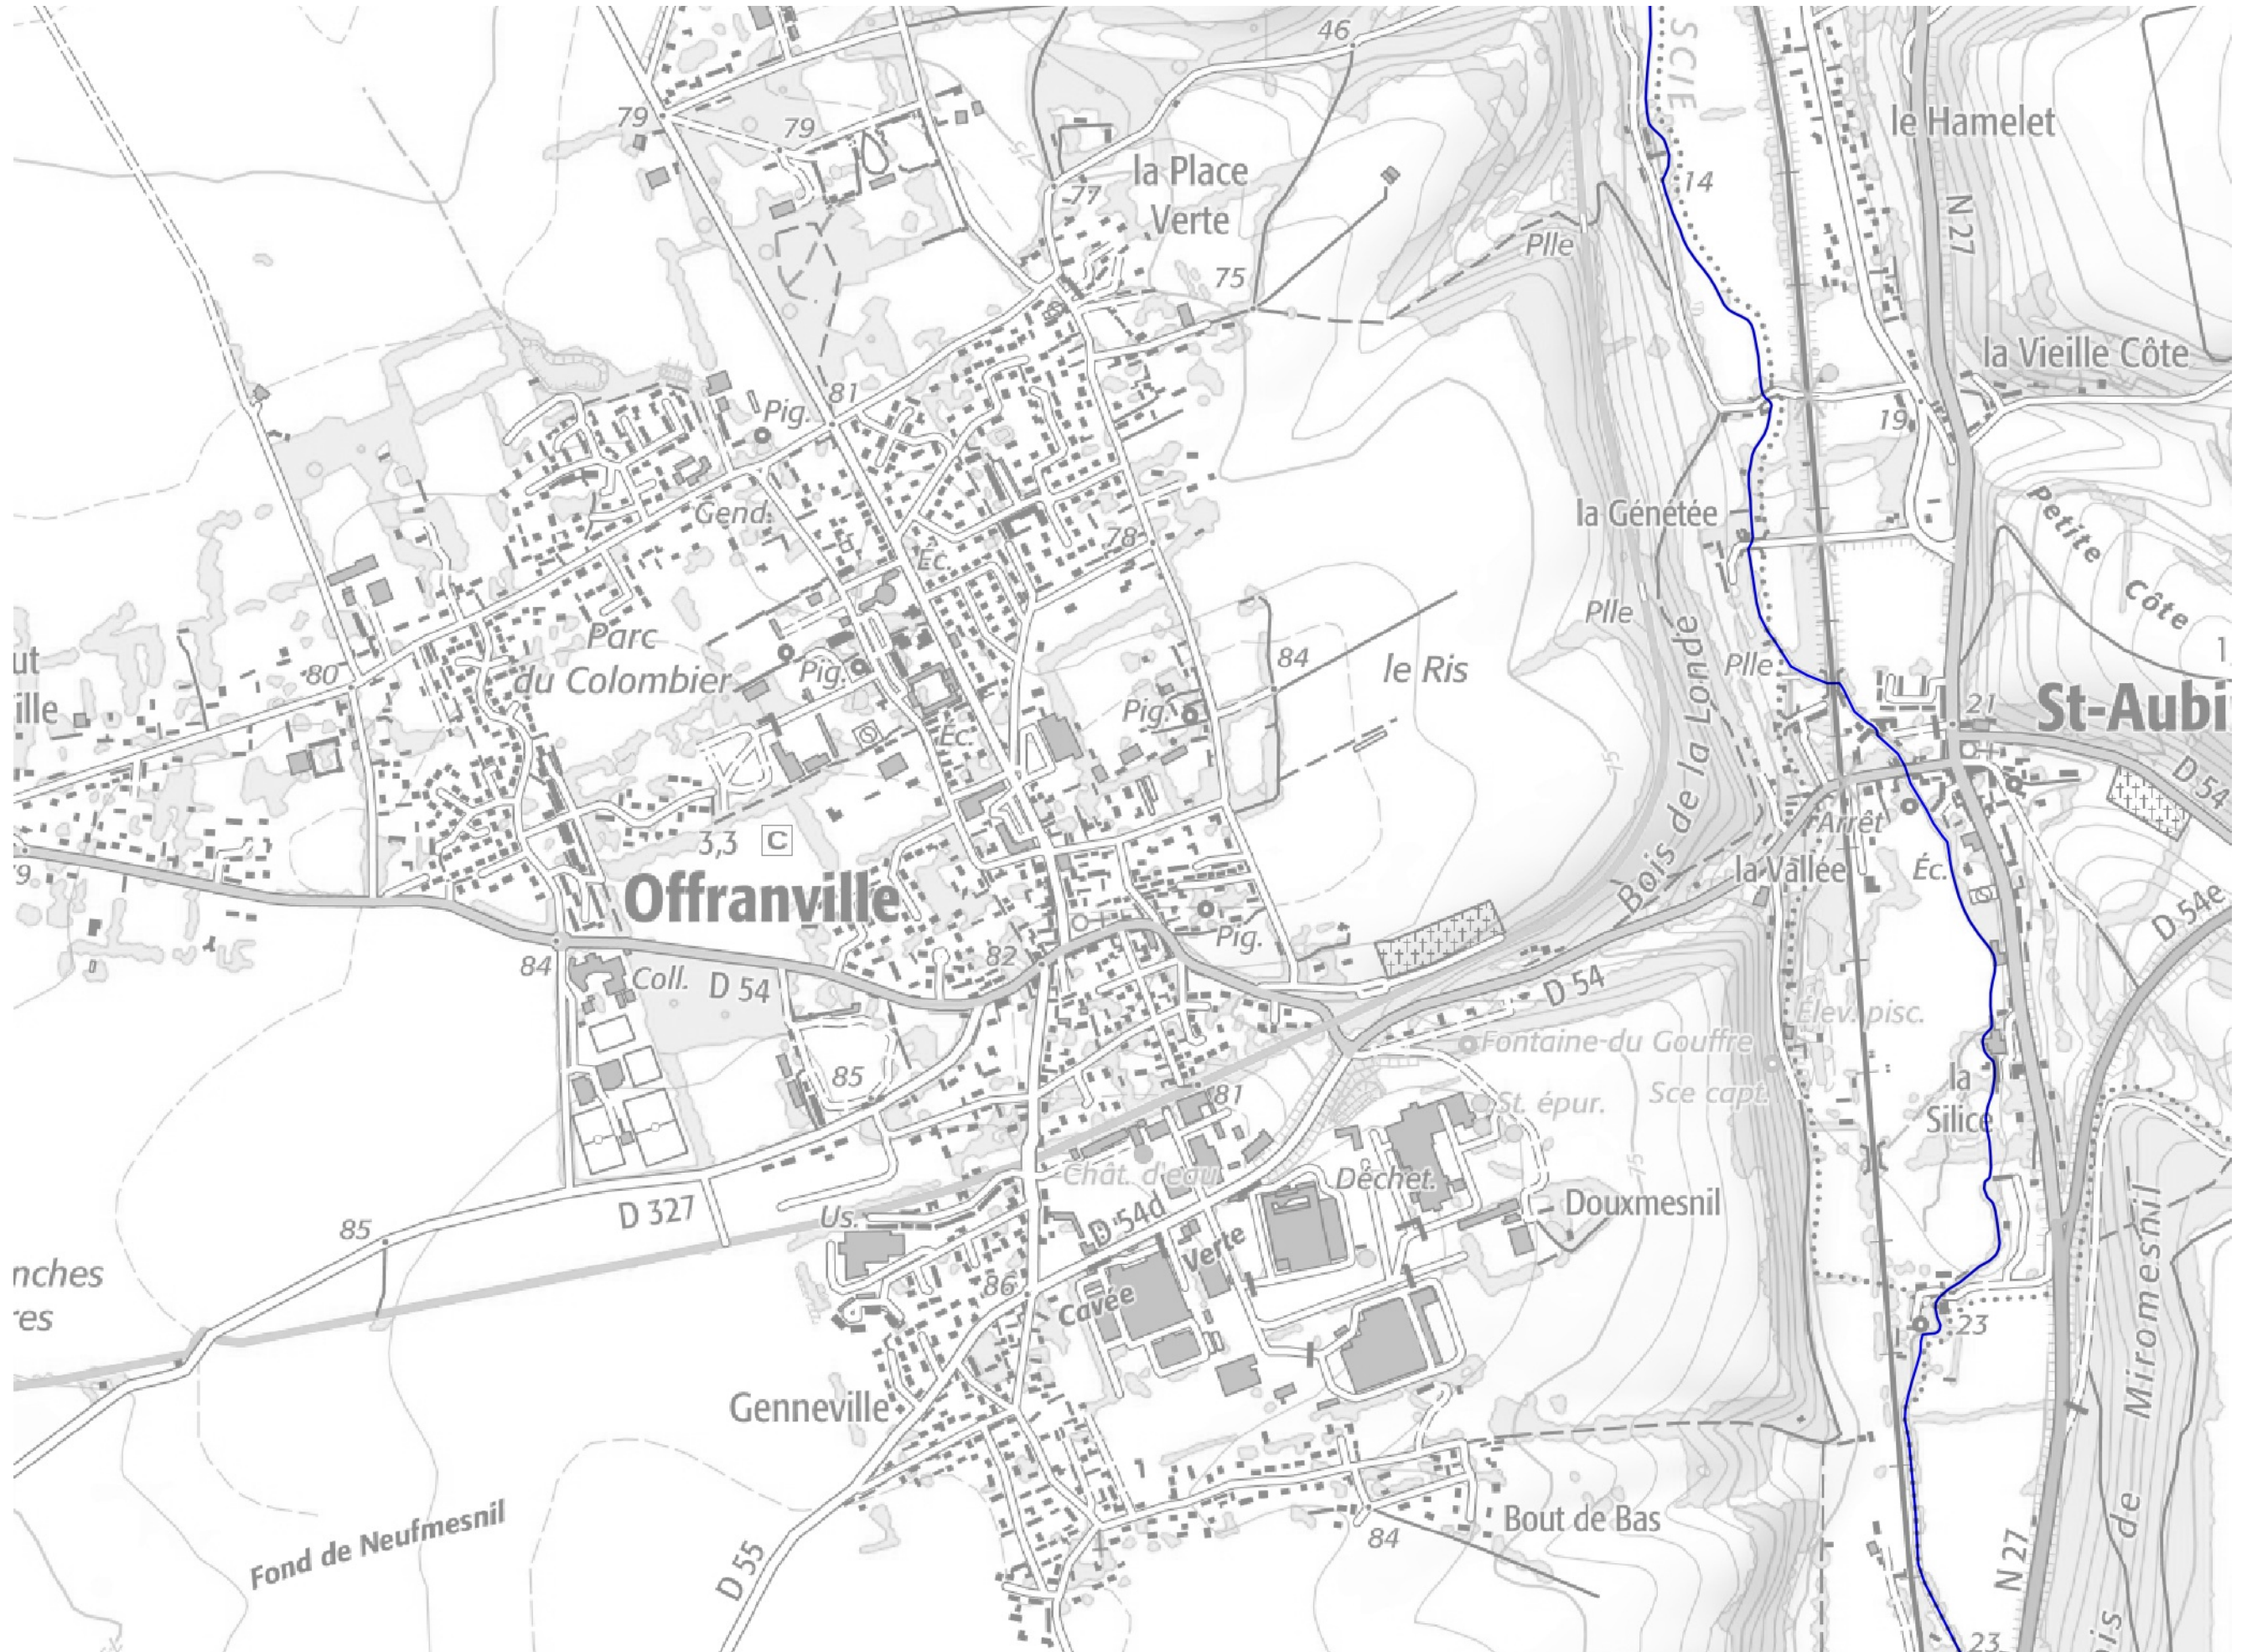 46
SCIE
le Hamelet
79
79
14
la Place
Verte
77
N 27
Plle
75
la Vieille Côte
81
Pig.
19
Gend.
la Génétée
Petite
Côte
Éc.
78
Plle
Parc
du Colombier
84
le Ris
Plle
80
Pig.
Pig.
21
St-Aubi
Éc.
Bois de la Londe
D 54
3,3 C
Arrêt
la Vallée
Éc.
Offranville
D 54e
Pig.
82
84
Coll.
D 54
D 54
Élev. pisc.
Fontaine-du Gouffre
85
la
Silice
Sce capt.
81
St. épur.
Chât. d'eau
Déchet.
Douxmesnil
D 327
Us.
D 54d
85
Verte
nches
res
86
Cavée
23
de Miromesnil
Genneville
Bout de Bas
84
Fond de Neufmesnil
D 55
N 27
23